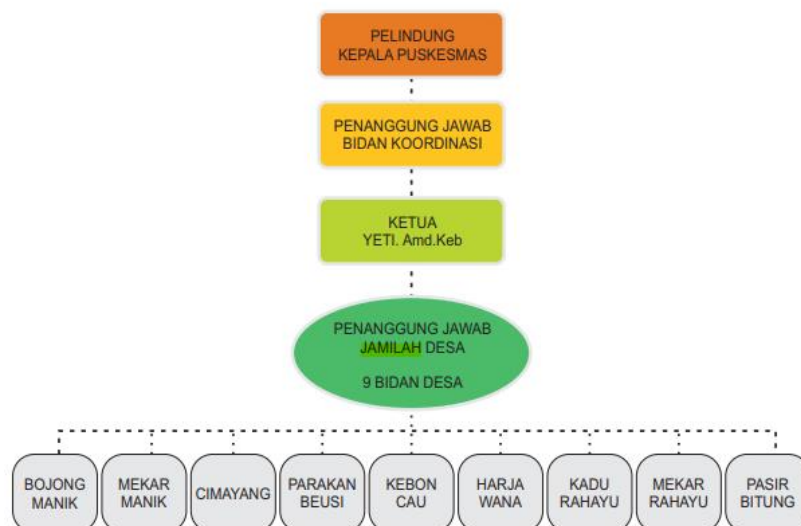 PELINDUNG
KEPALA PUSKESMAS
PENANGGUNG JAWAB
BIDAN KOORDINASI
KETUA
YETI. Amd.Keb
PENANGGUNG JAWAB
JAMILAH DESA
9 BIDAN DESA
BOJONG
MANIK
MEKAR
MANIK
CIMAYANG
PARAKAN
BEUSI
KEBON
CAU
HARJA
WANA
KADU
RAHAYU
MEKAR
RAHAYU
PASIR
BITUNG